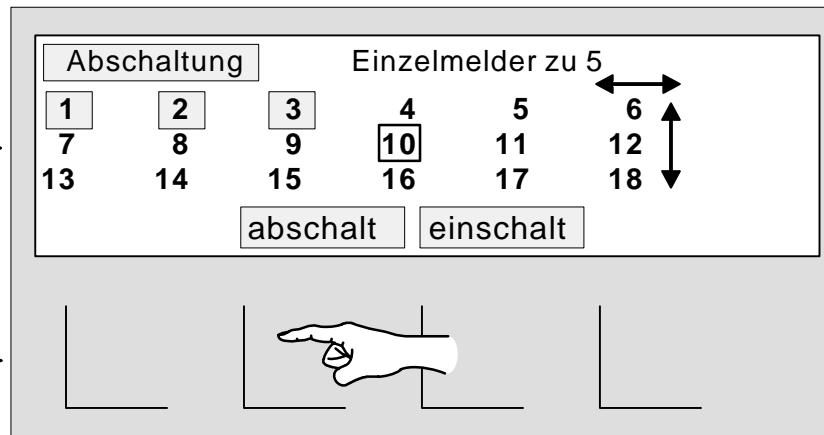 Abschaltung Einzelmelder zu 5
1 2 3 4 5 6
7 8 9 10 11 12
13 14 15 16 17 18
abschalt einschalt